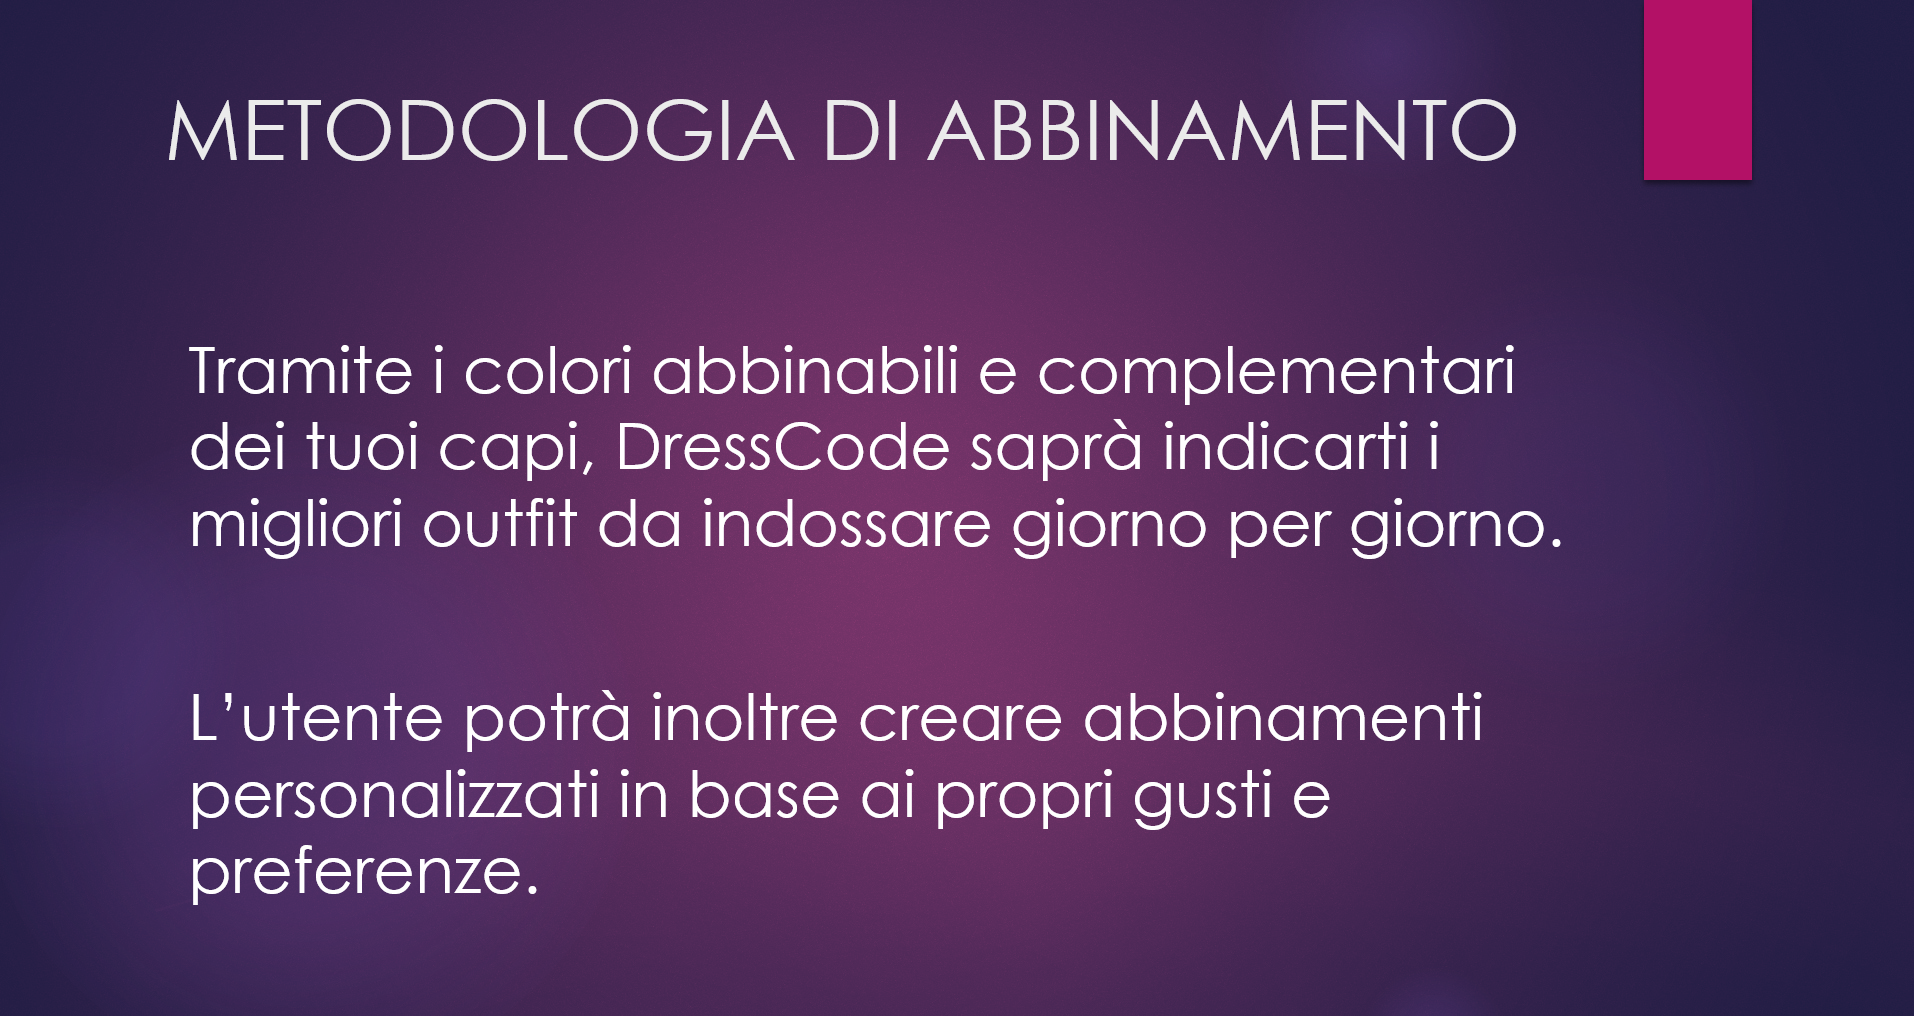 METODOLOGIA DI ABBINAMENTO
Tramite i colori abbinabili e complementari
dei tuoi capi, DressCode saprà indicarti i
migliori outfit da indossare giorno per giorno.
L’utente potrà inoltre creare abbinamenti
personalizzati in base ai propri gusti e
preferenze.